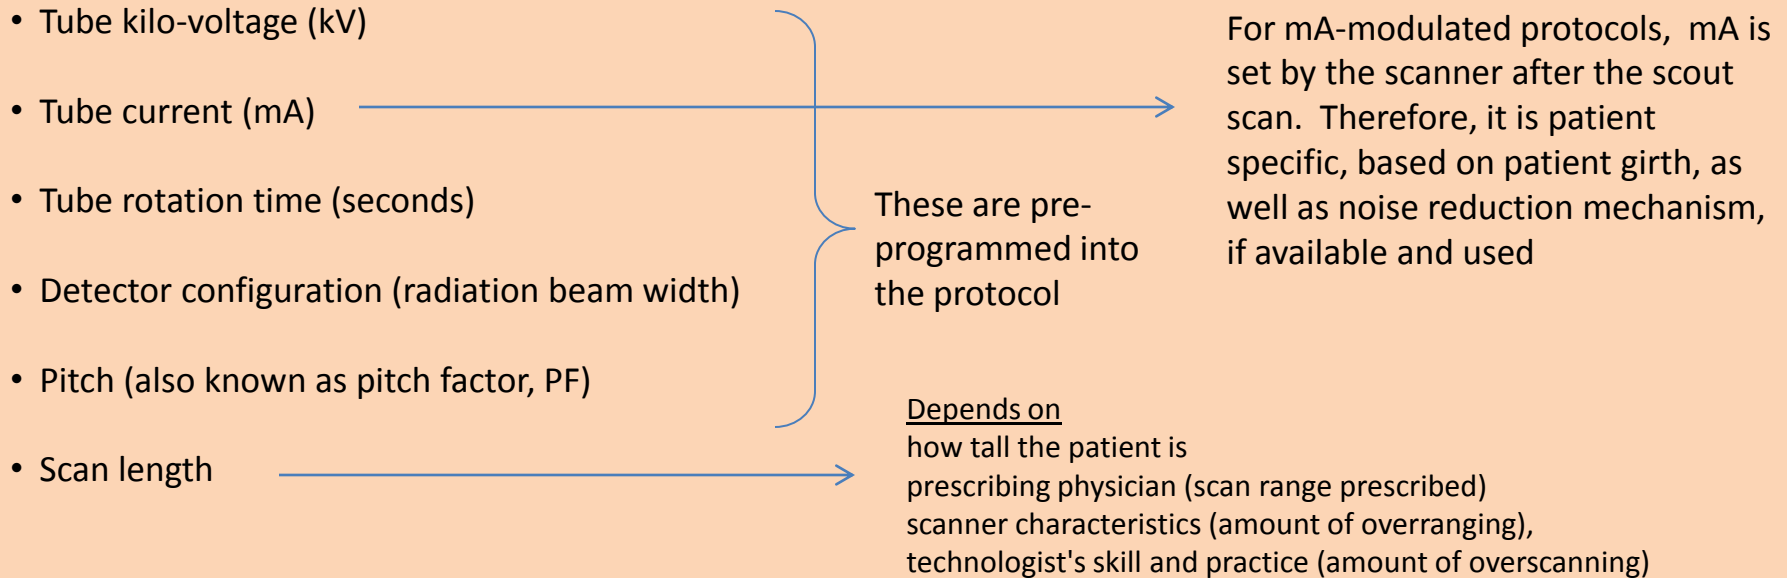 • Tube kilo-voltage (kV)
• Tube current (mA)
• Tube rotation time (seconds)
• Detector configuration (radiation beam width)
• Pitch (also known as pitch factor, PF)
• Scan length
These are pre-
programmed into
the protocol
For mA-modulated protocols,  mA is
set by the scanner after the scout
scan.  Therefore, it is patient
specific, based on patient girth, as
well as noise reduction mechanism,
if available and used
Depends on
how tall the patient is
prescribing physician (scan range prescribed)
scanner characteristics (amount of overranging),
technologist's skill and practice (amount of overscanning)